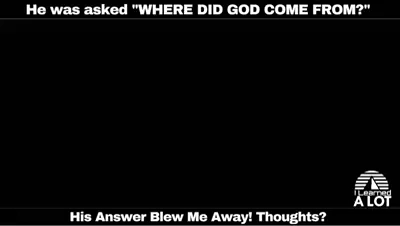 He was asked "WHERE DID GOD COME FROM?"
I Learned
A LOT
His Answer Blew Me Away! Thoughts?